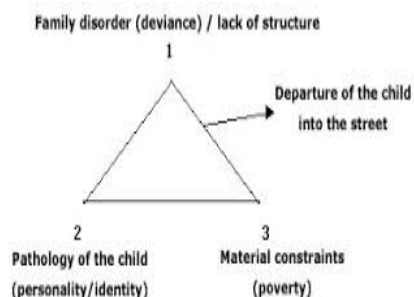 Family disorder (deviance) / lack of structure
1
Departure of the child
into the street
2
Pathology of the child
(personality/identity)
3
Material constraints
(poverty)